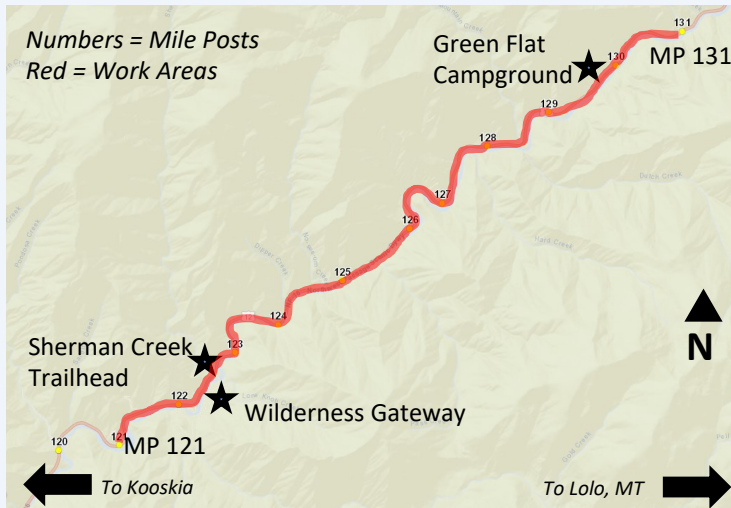 Numbers = Mile Posts
Red = Work Areas
Green Flat
Campground
131
MP 131
130
129
128
127
126
125
124
123
Sherman Creek
Trailhead
122
Wilderness Gateway
121
MP 121
120
N
To Kooskia
To Lolo, MT